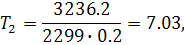 T₂ = 3236.2 / (2299 · 0.2) = 7.03,